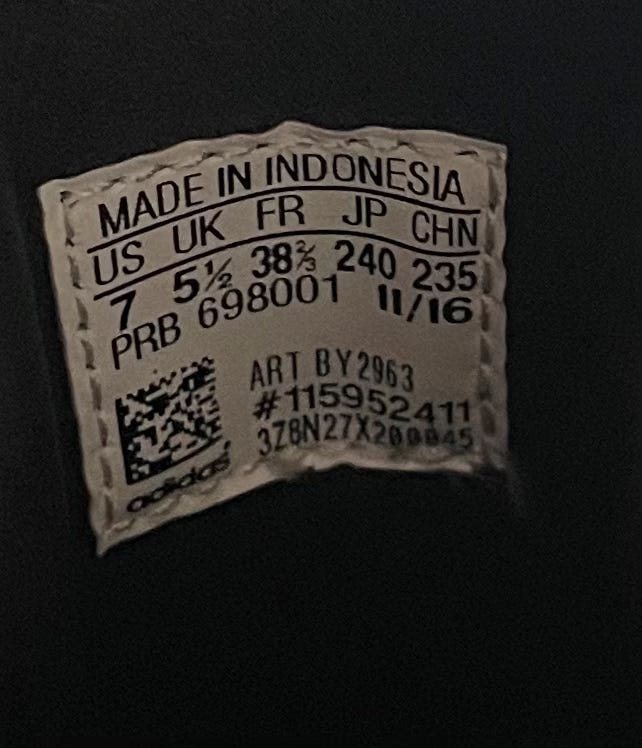 MADE IN INDONESIA
US UK FR JP CHN
7 5½ 38⅔ 240 235
PRB 698001 11/16
ART BY2963
#115952411
3Z8N27X200045
adidas